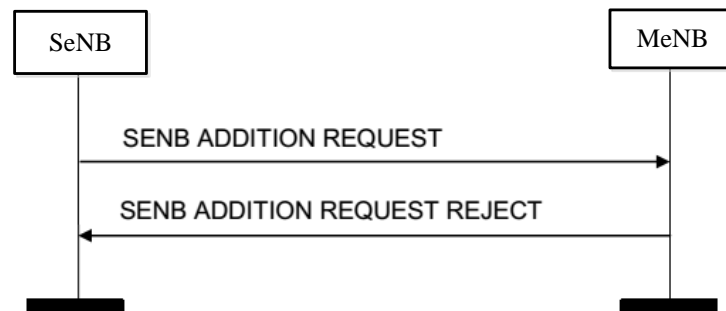 SeNB
MeNB
SENB ADDITION REQUEST
SENB ADDITION REQUEST REJECT